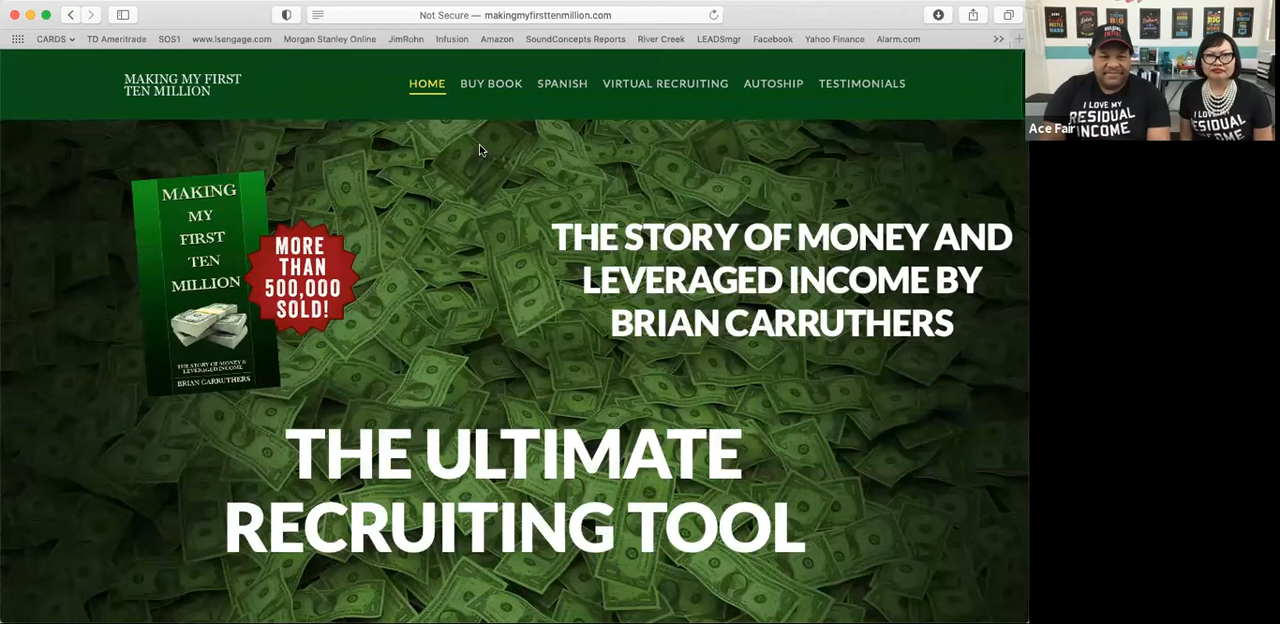 Not Secure — makingmyfirsttenmillion.com
CARDS TD Ameritrade SOS1 www.lsengage.com Morgan Stanley Online JimRohn Infusion Amazon SoundConcepts Reports River Creek LEADSmgr Facebook Yahoo Finance Alarm.com
MAKING MY FIRST
TEN MILLION
HOME BUY BOOK SPANISH VIRTUAL RECRUITING AUTOSHIP TESTIMONIALS
MAKING
MY
FIRST
TEN
MILLION
THE STORY OF MONEY &
LEVERAGED INCOME
BRIAN CARRUTHERS
MORE
THAN
500,000
SOLD!
THE STORY OF MONEY AND
LEVERAGED INCOME BY
BRIAN CARRUTHERS
THE ULTIMATE
RECRUITING TOOL
I LOVE MY
RESIDUAL
INCOME
I LOVE MY
RESIDUAL
INCOME
Ace Fair